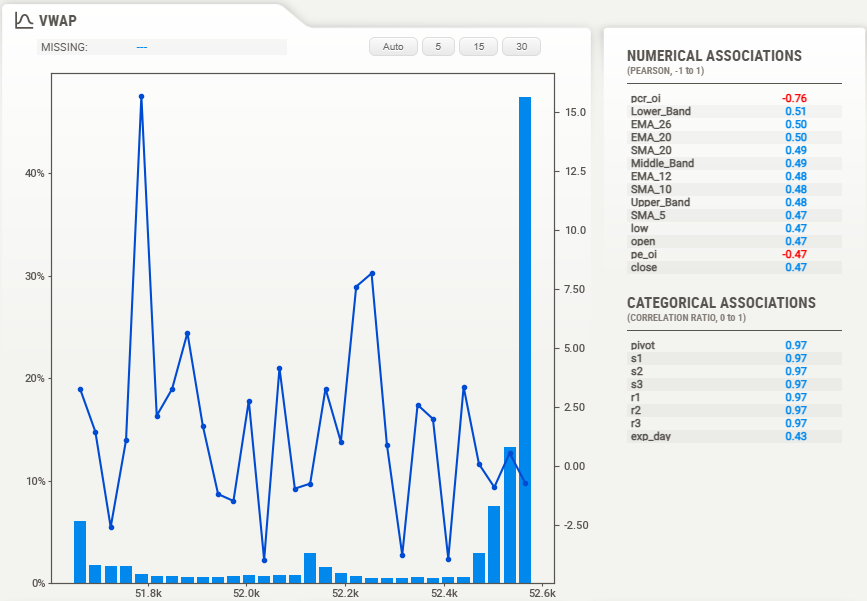 VWAP
MISSING: ---
Auto 5 15 30
15.0
40% 12.5
10.0
30% 7.50
5.00
20% 2.50
0.00
10% -2.50
0%
51.8k 52.0k 52.2k 52.4k 52.6k
NUMERICAL ASSOCIATIONS
(PEARSON, -1 to 1)
pcr_oi -0.76
Lower_Band 0.51
EMA_26 0.50
EMA_20 0.50
SMA_20 0.49
Middle_Band 0.49
EMA_12 0.48
SMA_10 0.48
Upper_Band 0.48
SMA_5 0.47
low 0.47
open 0.47
pe_oi -0.47
close 0.47
CATEGORICAL ASSOCIATIONS
(CORRELATION RATIO, 0 to 1)
pivot 0.97
s1 0.97
s2 0.97
s3 0.97
r1 0.97
r2 0.97
r3 0.97
exp_day 0.43